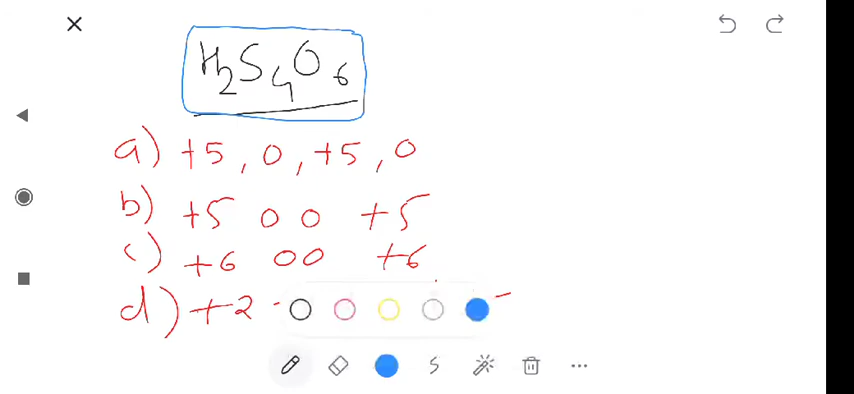 H2S4O6
a) +5, 0, +5, 0
b) +5 0 0 +5
c) +6 00 +6
d) +2